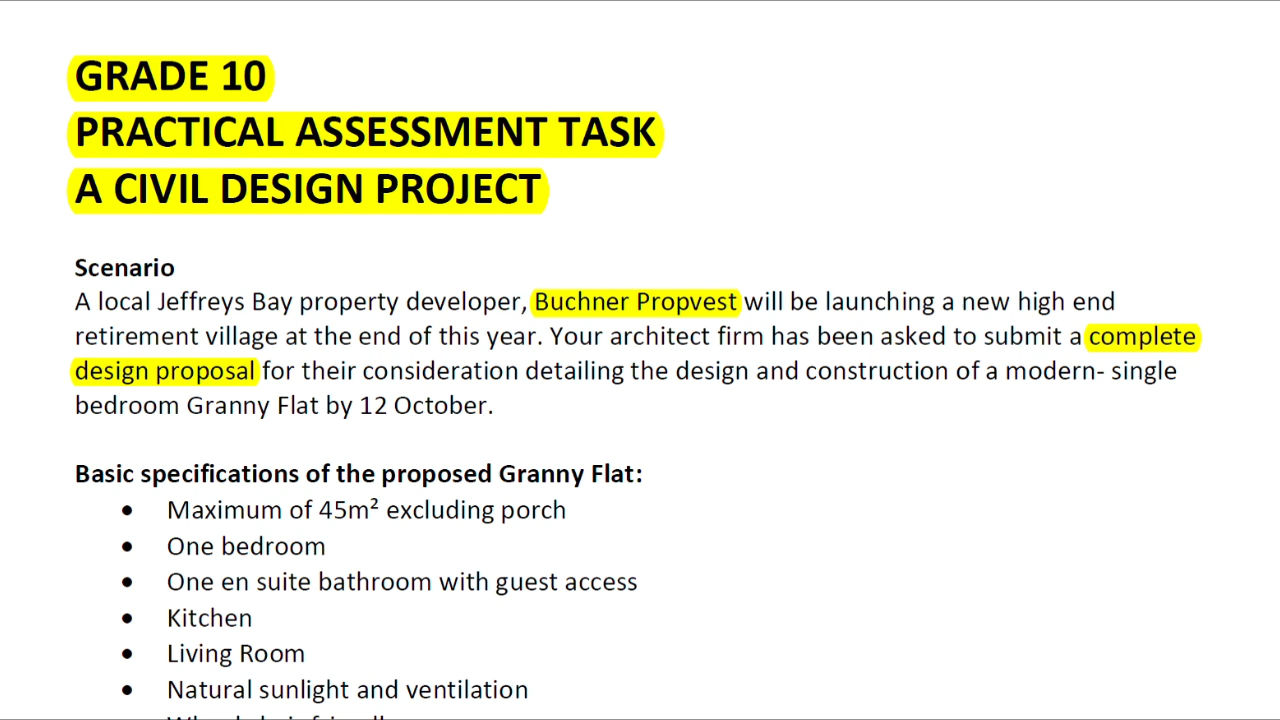 GRADE 10
PRACTICAL ASSESSMENT TASK
A CIVIL DESIGN PROJECT
Scenario
A local Jeffreys Bay property developer, Buchner Propvest will be launching a new high end
retirement village at the end of this year. Your architect firm has been asked to submit a complete
design proposal for their consideration detailing the design and construction of a modern- single
bedroom Granny Flat by 12 October.
Basic specifications of the proposed Granny Flat:
• Maximum of 45m² excluding porch
• One bedroom
• One en suite bathroom with guest access
• Kitchen
• Living Room
• Natural sunlight and ventilation